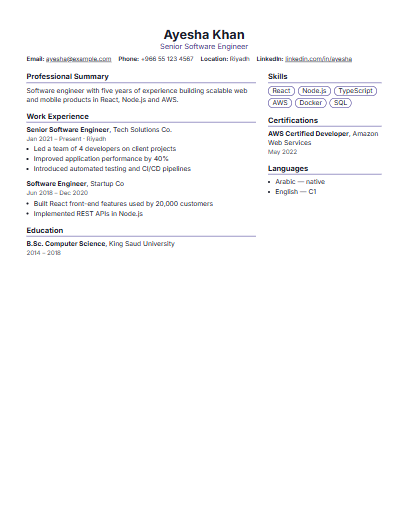 Ayesha Khan
Senior Software Engineer
Email: ayesha@example.com Phone: +966 55 123 4567 Location: Riyadh LinkedIn: linkedin.com/in/ayesha
Professional Summary
Software engineer with five years of experience building scalable web
and mobile products in React, Node.js and AWS.
Work Experience
Senior Software Engineer, Tech Solutions Co.
Jan 2021 – Present · Riyadh
• Led a team of 4 developers on client projects
• Improved application performance by 40%
• Introduced automated testing and CI/CD pipelines
Software Engineer, Startup Co
Jun 2018 – Dec 2020
• Built React front-end features used by 20,000 customers
• Implemented REST APIs in Node.js
Education
B.Sc. Computer Science, King Saud University
2014 – 2018
Skills
React Node.js TypeScript
AWS Docker SQL
Certifications
AWS Certified Developer, Amazon
Web Services
May 2022
Languages
• Arabic — native
• English — C1